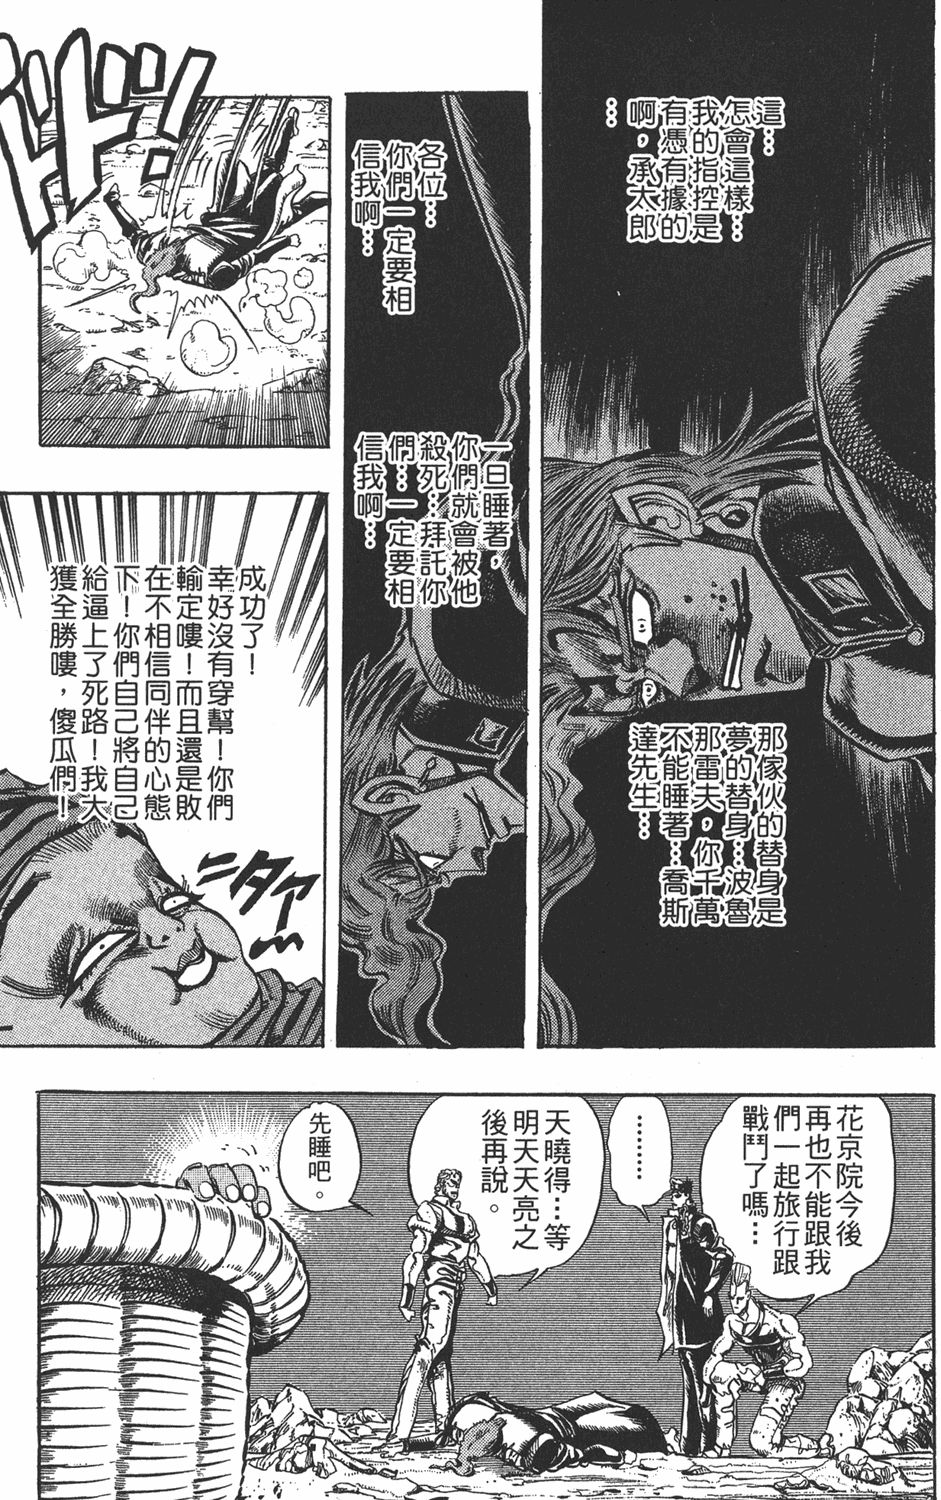 這…
怎會這樣…
我的指控是
有憑有據的
啊，承太郎
…
那傢伙的替身是
夢的替身…波魯
那雷夫，你千萬
不能睡著…喬斯
達先生…
各位…
你們一定要相
信我啊…
一旦睡著，
你們就會被他
殺死…拜託你
們…一定要相
信我啊…
ドドッ!
成功了！
幸好沒有穿幫！你們
輸定嘍！而且還是敗
在不相信同伴的心態
下！你們自己將自己
給逼上了死路！我大
獲全勝嘍，傻瓜們！
ニタァー
花京院今後
再也不能跟我
們一起旅行跟
戰鬥了嗎…
………
天曉得…等
明天天亮之
後再說。
先睡吧。